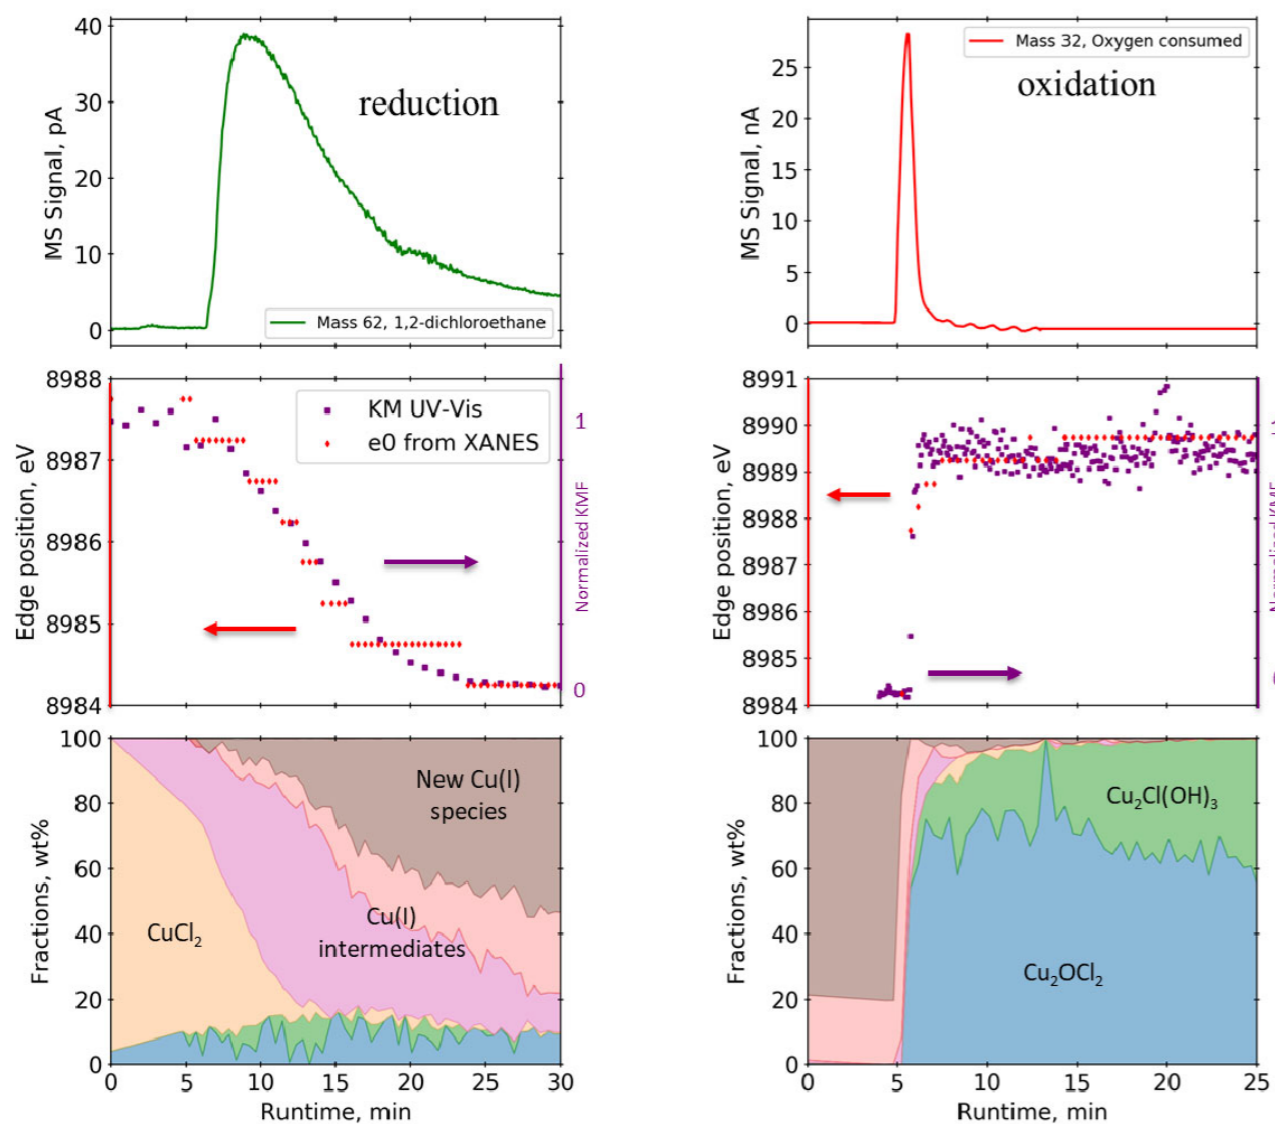 40
30
20
10
0
MS Signal, pA
reduction
Mass 62, 1,2-dichloroethane
25
20
15
10
5
0
MS Signal, nA
Mass 32, Oxygen consumed
oxidation
8988
8987
8986
8985
8984
Edge position, eV
KM UV-Vis
e0 from XANES
1
0
Normalized KMF
8991
8990
8989
8988
8987
8986
8985
8984
Edge position, eV
100
80
60
40
20
0
Fractions, wt%
New Cu(I)
species
CuCl2
Cu(I)
intermediates
0 5 10 15 20 25 30
Runtime, min
100
80
60
40
20
0
Fractions, wt%
Cu2Cl(OH)3
Cu2OCl2
0 5 10 15 20 25
Runtime, min